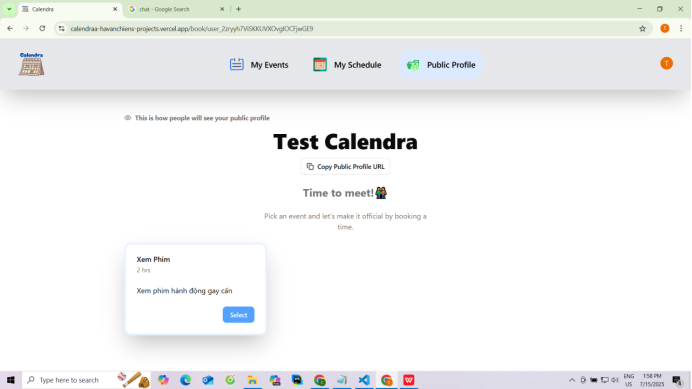 Calendra
chat - Google Search
calendraa-havanchiens-projects.vercel.app/book/user_2zryyh7ViSKKUVXOvglOCFjwGE9
Calendra
My Events
My Schedule
Public Profile
T
T
This is how people will see your public profile
Test Calendra
Copy Public Profile URL
Time to meet!
Pick an event and let's make it official by booking a
time.
Xem Phim
2 hrs
Xem phim hành động gay cấn
Select
Type here to search
ENG
US
1:58 PM
7/15/2025